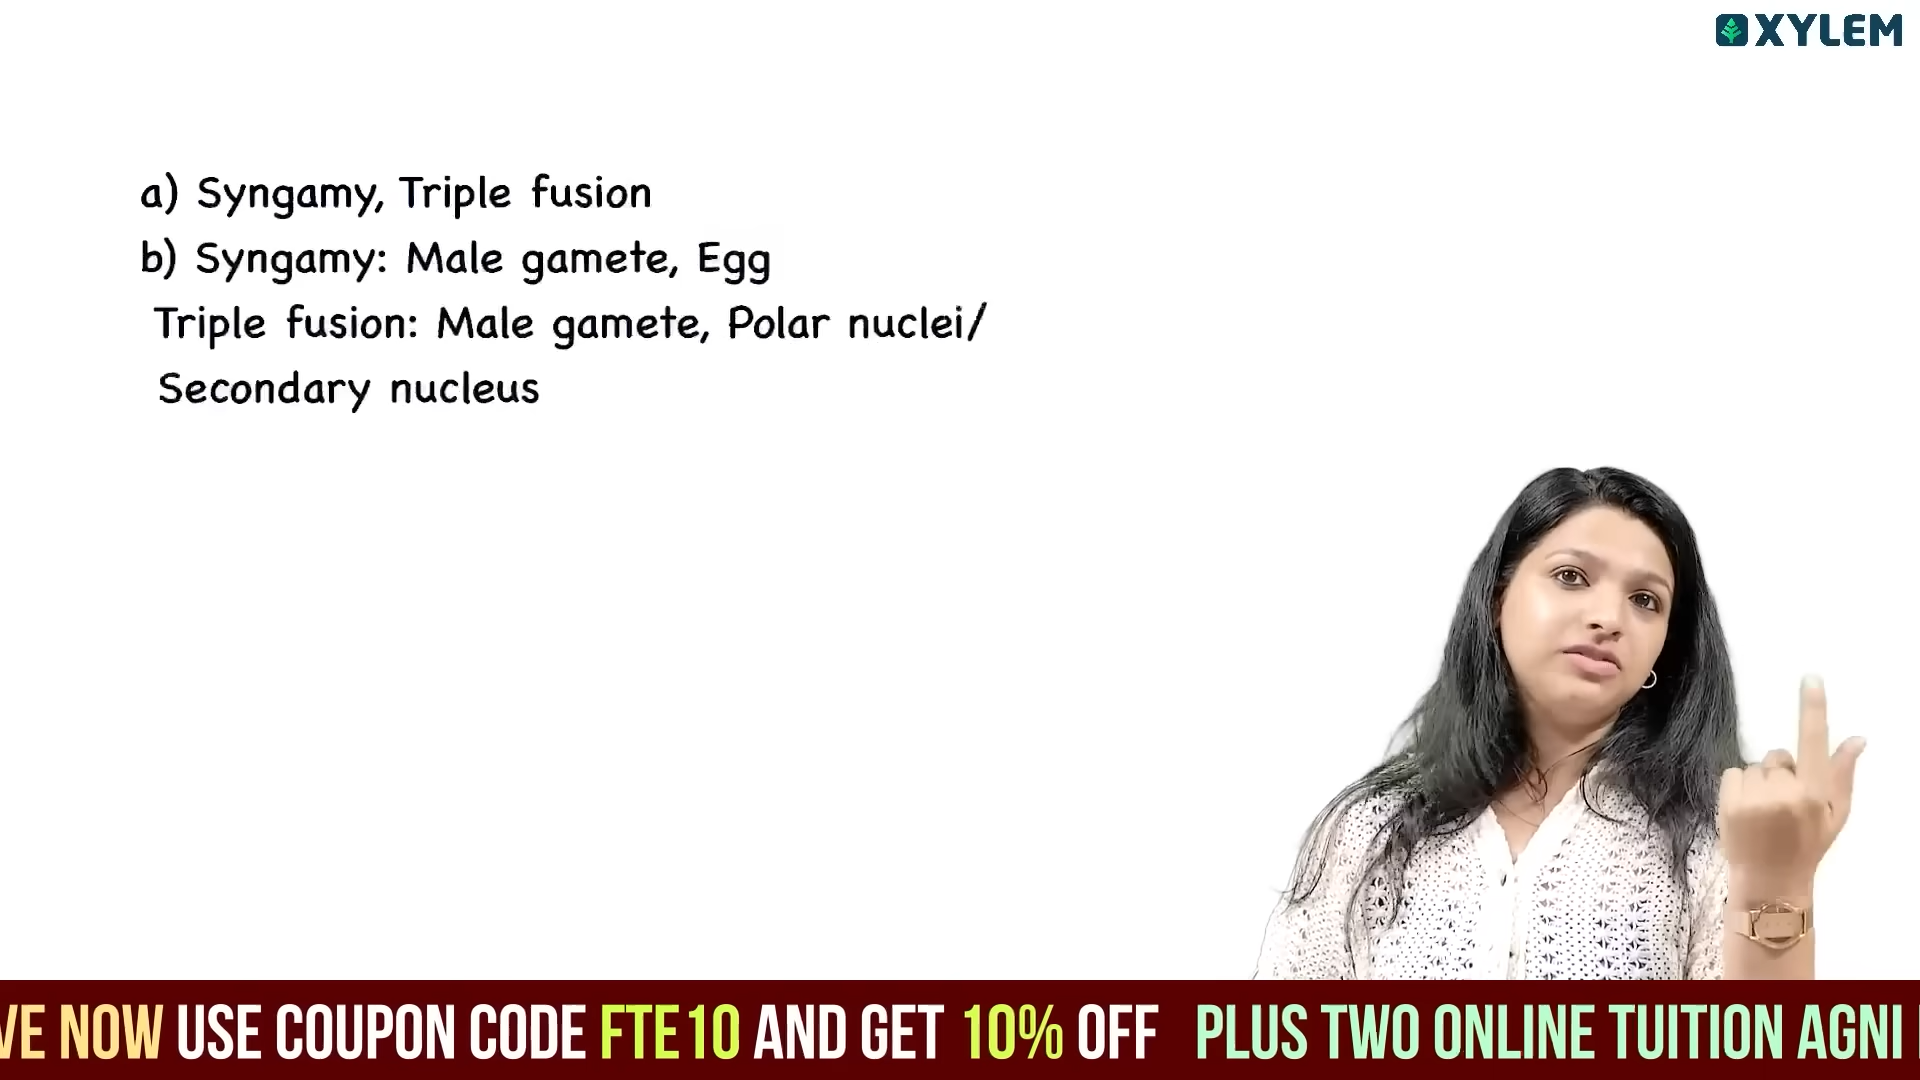 XYLEM
a) Syngamy, Triple fusion
b) Syngamy: Male gamete, Egg
Triple fusion: Male gamete, Polar nuclei/
Secondary nucleus
VE NOW USE COUPON CODE FTE10 AND GET 10% OFF PLUS TWO ONLINE TUITION AGNI